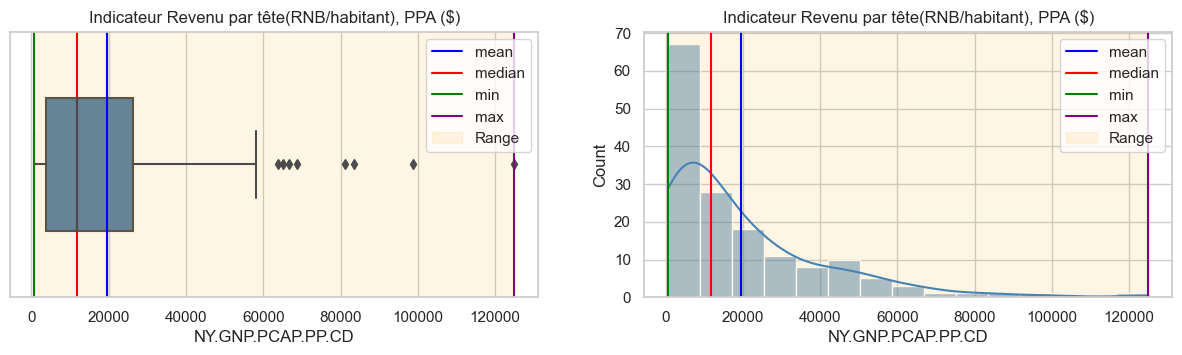 Indicateur Revenu par tête(RNB/habitant), PPA ($)
mean
median
min
max
Range
0 20000 40000 60000 80000 100000 120000
NY.GNP.PCAP.PP.CD
Indicateur Revenu par tête(RNB/habitant), PPA ($)
mean
median
min
max
Range
Count
70
60
50
40
30
20
10
0
0 20000 40000 60000 80000 100000 120000
NY.GNP.PCAP.PP.CD